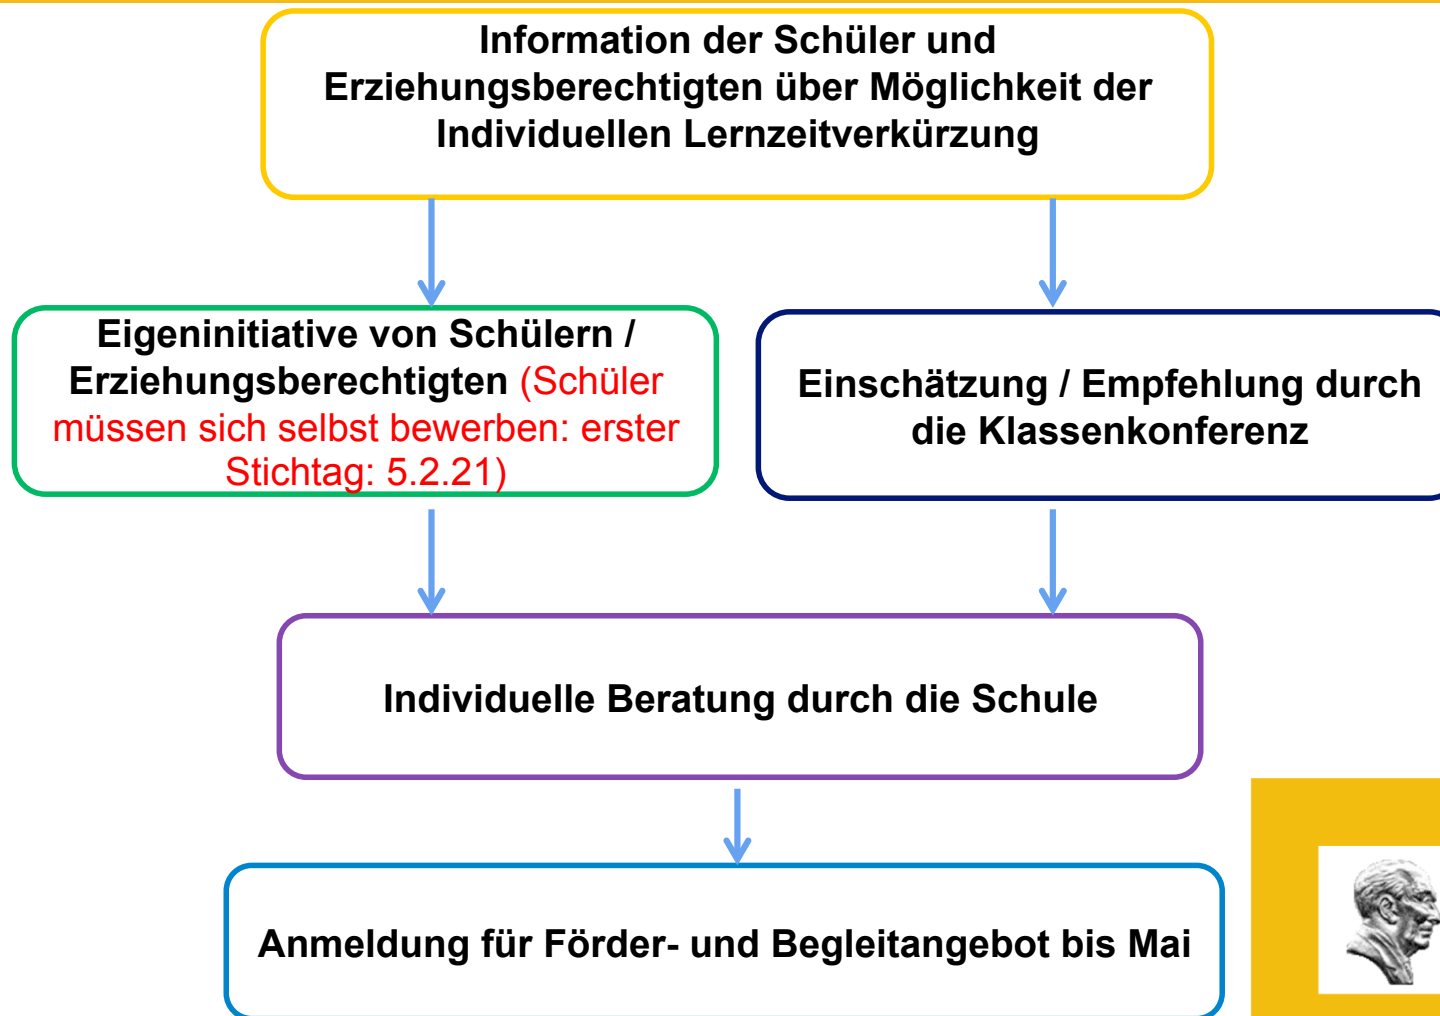 Information der Schüler und
Erziehungsberechtigten über Möglichkeit der
Individuellen Lernzeitverkürzung
Eigeninitiative von Schülern /
Erziehungsberechtigten (Schüler
müssen sich selbst bewerben: erster
Stichtag: 5.2.21)
Einschätzung / Empfehlung durch
die Klassenkonferenz
Individuelle Beratung durch die Schule
Anmeldung für Förder- und Begleitangebot bis Mai